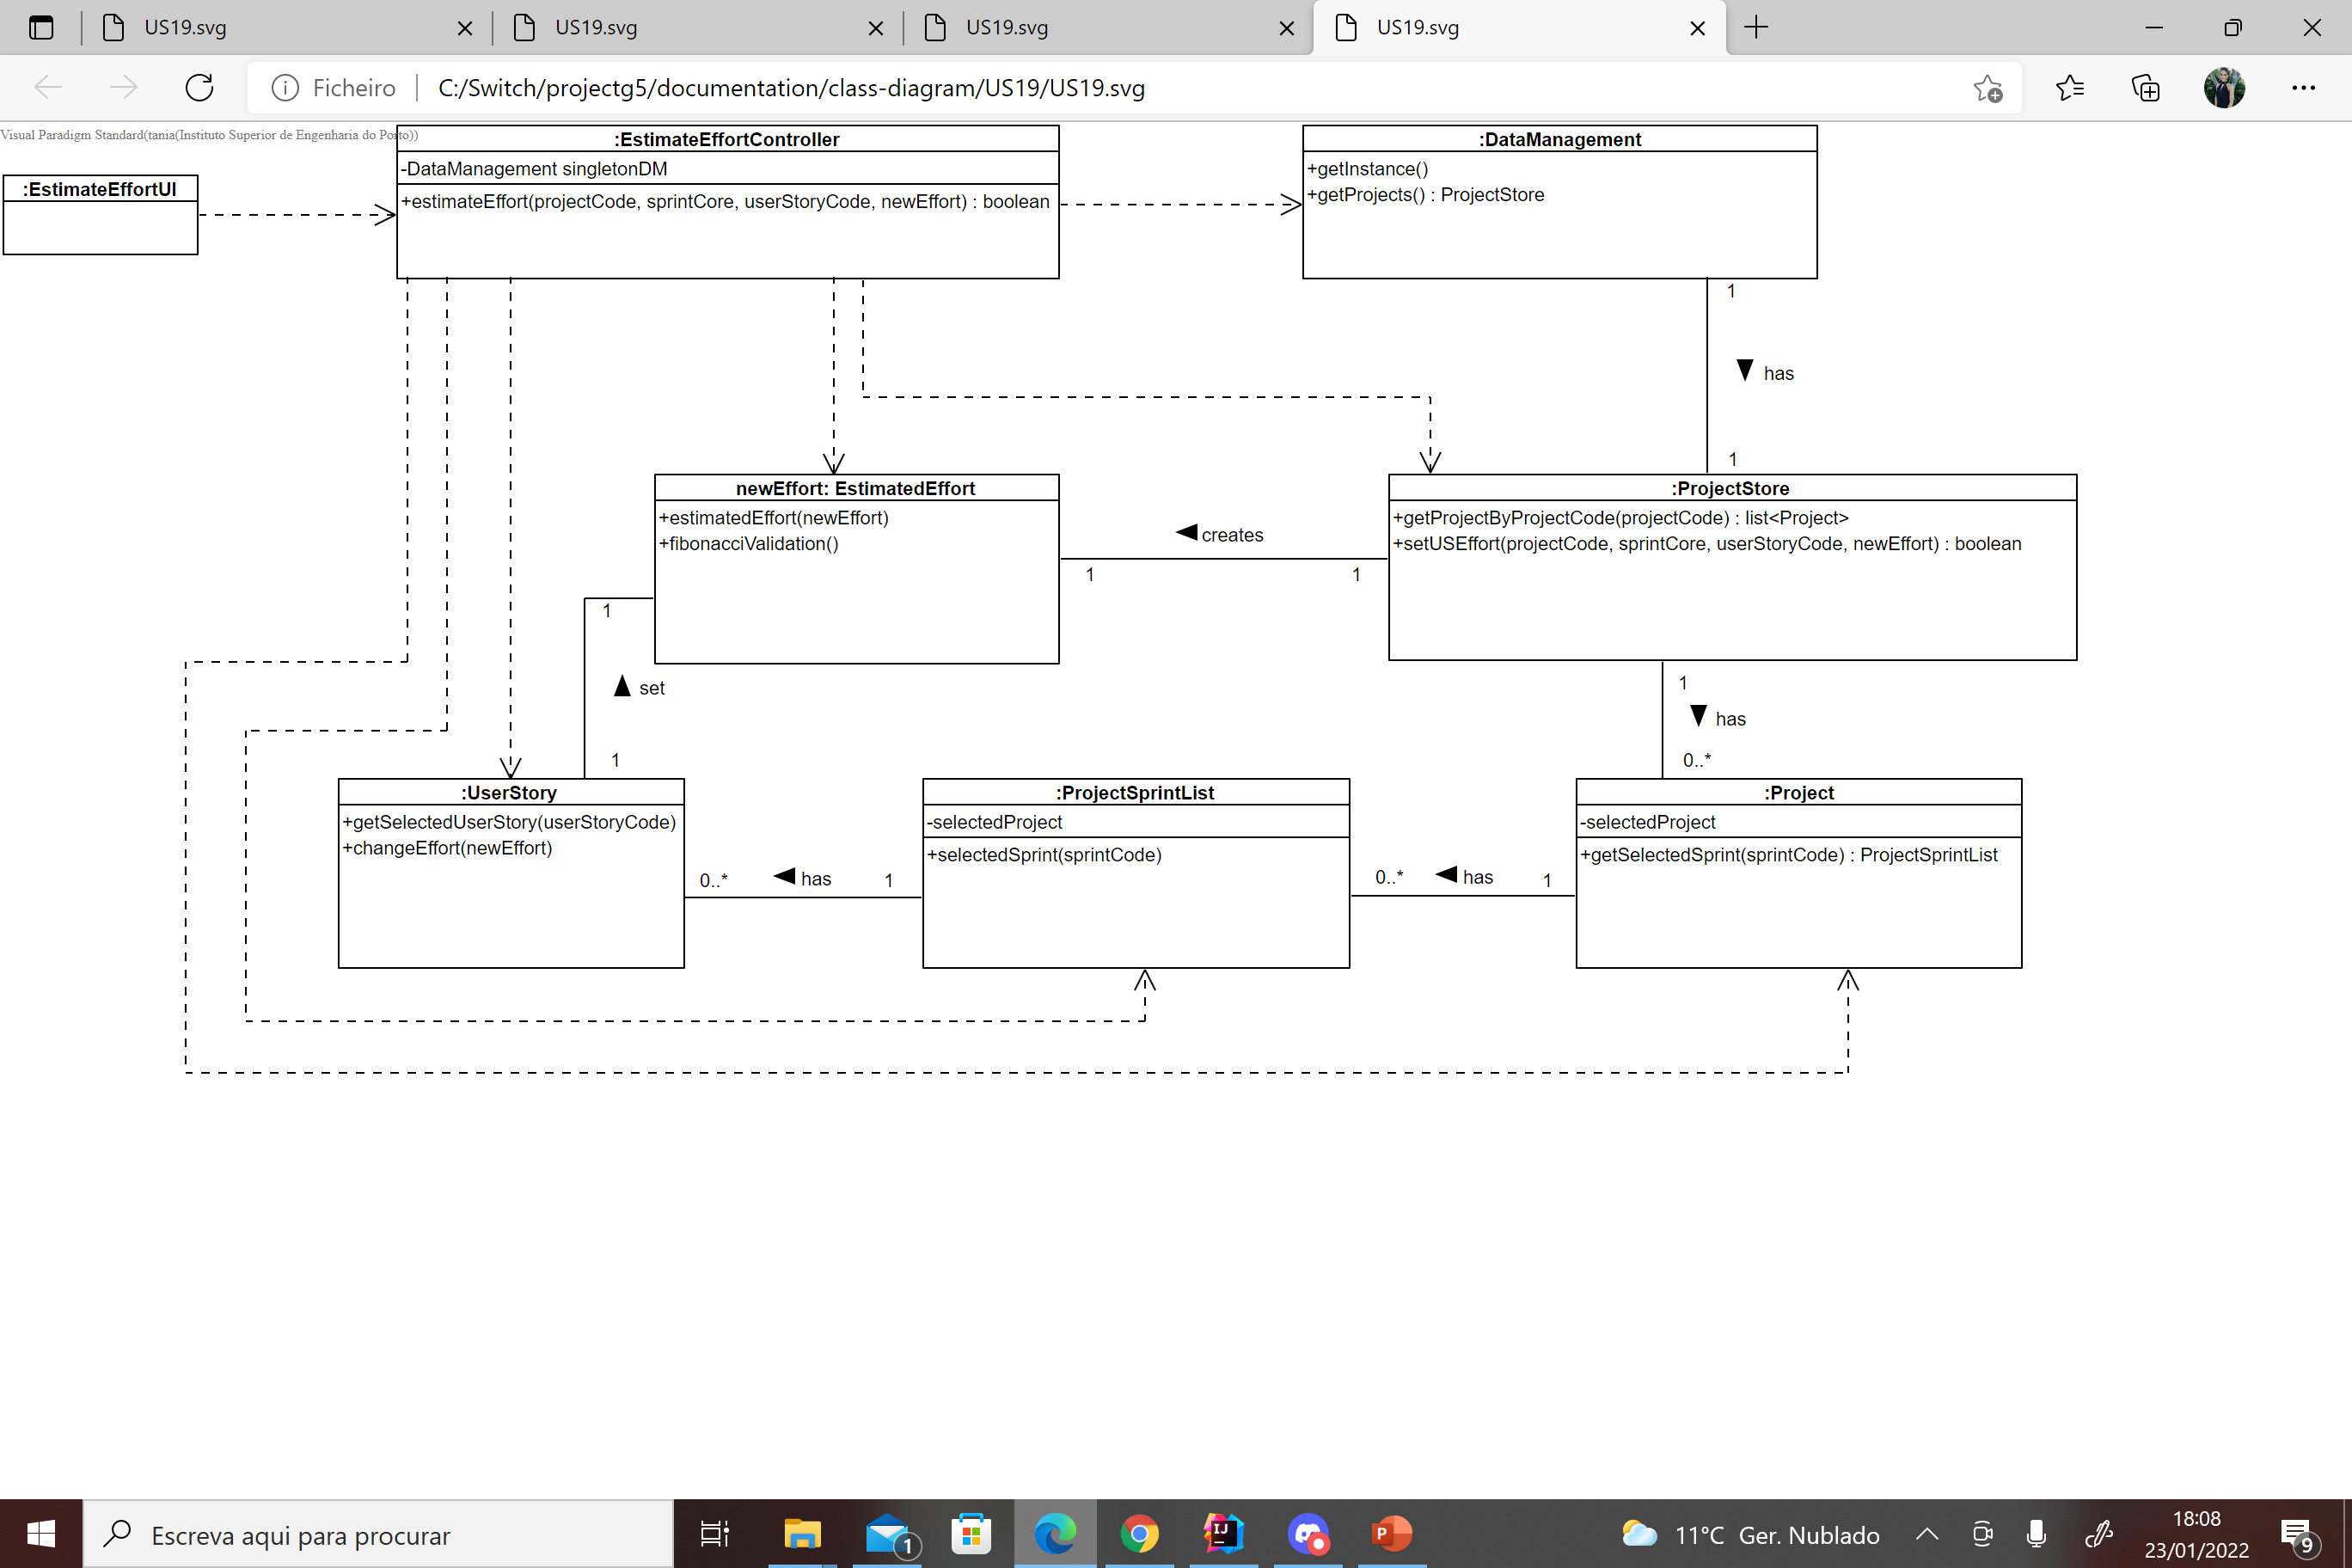 US19.svg
US19.svg
US19.svg
US19.svg
Ficheiro
C:/Switch/projectg5/documentation/class-diagram/US19/US19.svg
Visual Paradigm Standard(tania(Instituto Superior de Engenharia do Porto))
:EstimateEffortUI
:EstimateEffortController
-DataManagement singletonDM
+estimateEffort(projectCode, sprintCore, userStoryCode, newEffort) : boolean
:DataManagement
+getInstance()
+getProjects() : ProjectStore
1
has
1
newEffort: EstimatedEffort
+estimatedEffort(newEffort)
+fibonacciValidation()
creates
1
1
:ProjectStore
+getProjectByProjectCode(projectCode) : list<Project>
+setUSEffort(projectCode, sprintCore, userStoryCode, newEffort) : boolean
1
set
1
1
has
0..*
:UserStory
+getSelectedUserStory(userStoryCode)
+changeEffort(newEffort)
0..*
has
1
:ProjectSprintList
-selectedProject
+selectedSprint(sprintCode)
0..*
has
1
:Project
-selectedProject
+getSelectedSprint(sprintCode) : ProjectSprintList
Escreva aqui para procurar
1
IJ
P
11°C Ger. Nublado
18:08
23/01/2022
9